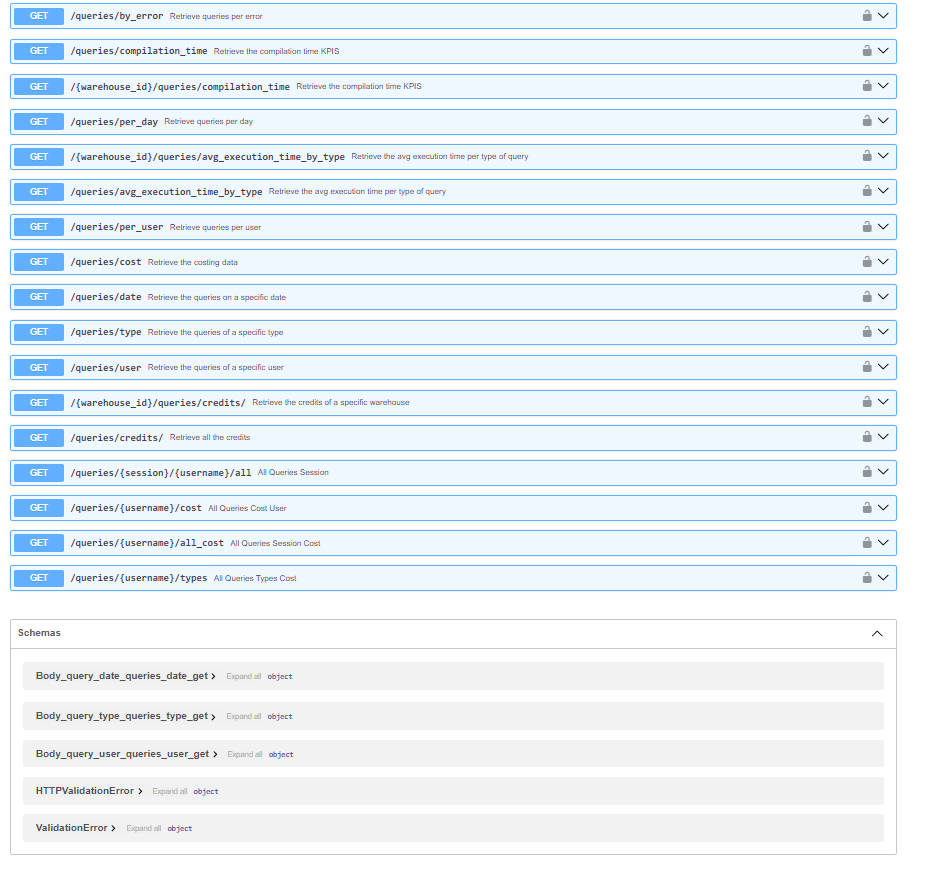 GET /queries/by_error Retrieve queries per error
GET /queries/compilation_time Retrieve the compilation time KPIS
GET /{warehouse_id}/queries/compilation_time Retrieve the compilation time KPIS
GET /queries/per_day Retrieve queries per day
GET /{warehouse_id}/queries/avg_execution_time_by_type Retrieve the avg execution time per type of query
GET /queries/avg_execution_time_by_type Retrieve the avg execution time per type of query
GET /queries/per_user Retrieve queries per user
GET /queries/cost Retrieve the costing data
GET /queries/date Retrieve the queries on a specific date
GET /queries/type Retrieve the queries of a specific type
GET /queries/user Retrieve the queries of a specific user
GET /{warehouse_id}/queries/credits/ Retrieve the credits of a specific warehouse
GET /queries/credits/ Retrieve all the credits
GET /queries/{session}/{username}/all All Queries Session
GET /queries/{username}/cost All Queries Cost User
GET /queries/{username}/all_cost All Queries Session Cost
GET /queries/{username}/types All Queries Types Cost
Schemas
Body_query_date_queries_date_get Expand all object
Body_query_type_queries_type_get Expand all object
Body_query_user_queries_user_get Expand all object
HTTPValidationError Expand all object
ValidationError Expand all object